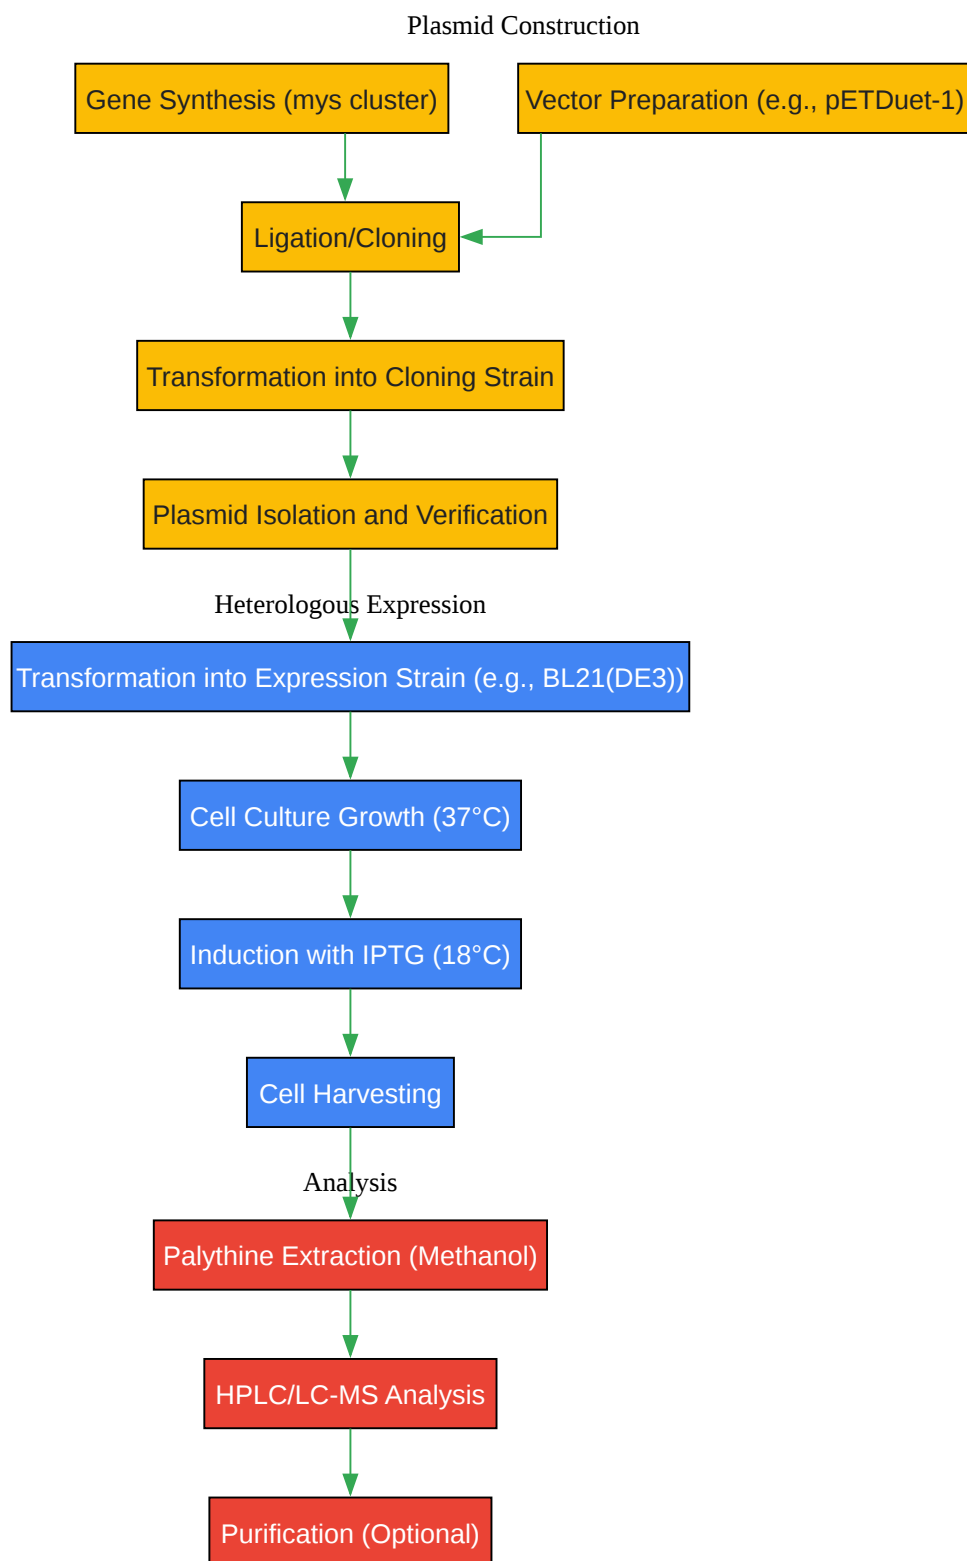 Plasmid Construction
Gene Synthesis (mys cluster)
Vector Preparation (e.g., pETDuet-1)
Ligation/Cloning
Transformation into Cloning Strain
Plasmid Isolation and Verification
Heterologous Expression
Transformation into Expression Strain (e.g., BL21(DE3))
Cell Culture Growth (37°C)
Induction with IPTG (18°C)
Cell Harvesting
Analysis
Palythine Extraction (Methanol)
HPLC/LC-MS Analysis
Purification (Optional)